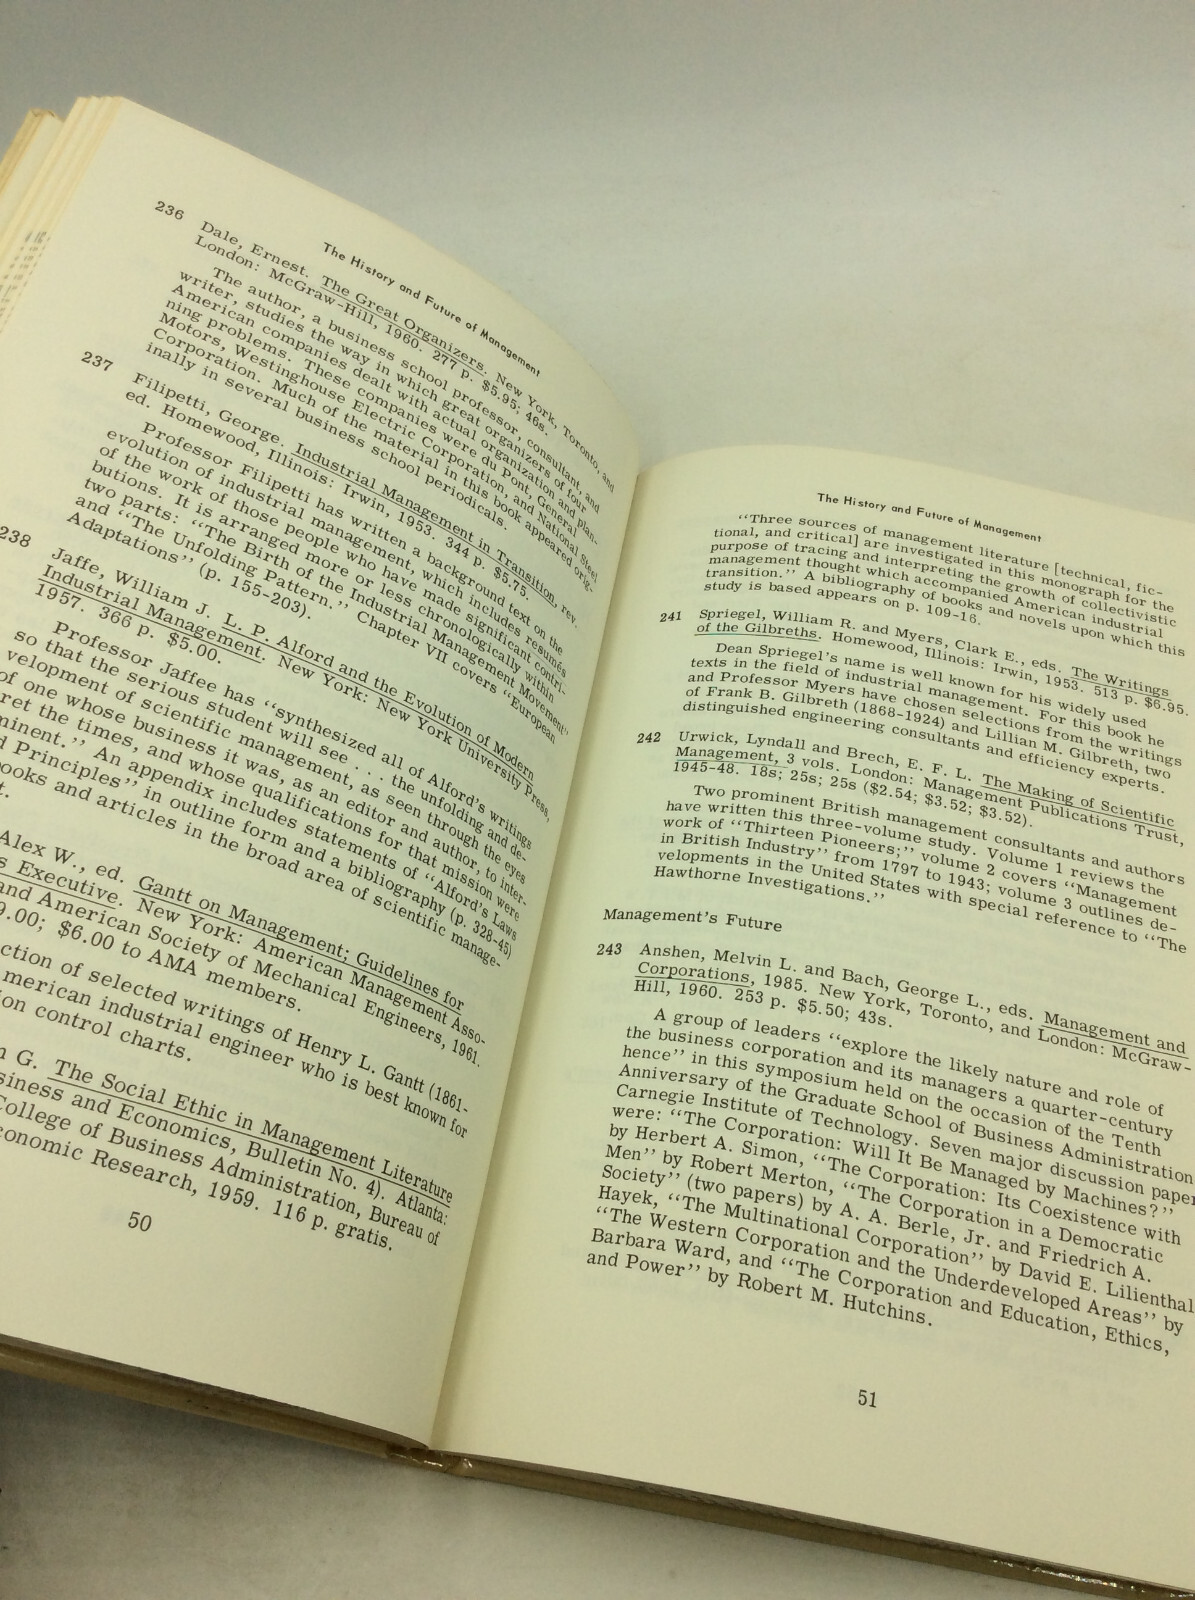 The History and Future of Management
236 Dale, Ernest. The Great Organizers. New York, Toronto, and
London: McGraw-Hill, 1960. 277 p. $5.95; 46s.
The author, a business school professor, consultant, and
writer, studies the way in which great organizers of four
American companies dealt with actual organization and plan-
ning problems. These companies were du Pont, General
Motors, Westinghouse Electric Corporation, and National Steel
Corporation. Much of the material in this book appeared orig-
inally in several business school periodicals.
237 Filipetti, George. Industrial Management in Transition, rev.
ed. Homewood, Illinois: Irwin, 1953. 344 p. $5.75.
Professor Filipetti has written a background text on the
evolution of industrial management, which includes resumés
of the work of those people who have made significant contri-
butions. It is arranged more or less chronologically within
two parts: "The Birth of the Industrial Management Movement"
and "The Unfolding Pattern." Chapter VII covers "European
Adaptations" (p. 155-203).
238 Jaffe, William J. L. P. Alford and the Evolution of Modern
Industrial Management. New York: New York University Press,
1957. 366 p. $5.00.
Professor Jaffee has "synthesized all of Alford's writings
so that the serious student will see . . . the unfolding and de-
velopment of scientific management, as seen through the eyes
of one whose business it was, as an editor and author, to inter-
ret the times, and whose qualifications for that mission were
minent." An appendix includes statements of "Alford's Laws
d Principles" in outline form and a bibliography (p. 328-45)
ooks and articles in the broad area of scientific manage-
t.
Alex W., ed. Gantt on Management; Guidelines for
s Executive. New York: American Management Asso-
and American Society of Mechanical Engineers, 1961.
9.00; $6.00 to AMA members.
ction of selected writings of Henry L. Gantt (1861-
merican industrial engineer who is best known for
ion control charts.
G. The Social Ethic in Management Literature
siness and Economics, Bulletin No. 4). Atlanta:
College of Business Administration, Bureau of
conomic Research, 1959. 116 p. gratis.
50
The History and Future of Management
"Three sources of management literature [technical, fic-
tional, and critical] are investigated in this monograph for the
purpose of tracing and interpreting the growth of collectivistic
management thought which accompanied American industrial
transition." A bibliography of books and novels upon which this
study is based appears on p. 109-16.
241 Spriegel, William R. and Myers, Clark E., eds. The Writings
of the Gilbreths. Homewood, Illinois: Irwin, 1953. 513 p. $6.95.
Dean Spriegel's name is well known for his widely used
texts in the field of industrial management. For this book he
and Professor Myers have chosen selections from the writings
of Frank B. Gilbreth (1868-1924) and Lillian M. Gilbreth, two
distinguished engineering consultants and efficiency experts.
242 Urwick, Lyndall and Brech, E. F. L. The Making of Scientific
Management, 3 vols. London: Management Publications Trust,
1945-48. 18s; 25s; 25s ($2.54; $3.52; $3.52).
Two prominent British management consultants and authors
have written this three-volume study. Volume 1 reviews the
work of "Thirteen Pioneers;" volume 2 covers "Management
in British Industry" from 1797 to 1943; volume 3 outlines de-
velopments in the United States with special reference to "The
Hawthorne Investigations."
Management's Future
243 Anshen, Melvin L. and Bach, George L., eds. Management and
Corporations, 1985. New York, Toronto, and London: McGraw-
Hill, 1960. 253 p. $5.50; 43s.
A group of leaders "explore the likely nature and role of
the business corporation and its managers a quarter-century
hence" in this symposium held on the occasion of the Tenth
Anniversary of the Graduate School of Business Administration
Carnegie Institute of Technology. Seven major discussion paper
were: "The Corporation: Will It Be Managed by Machines?"
by Herbert A. Simon, "The Corporation: Its Coexistence with
Men" by Robert Merton, "The Corporation in a Democratic
Society" (two papers) by A. A. Berle, Jr. and Friedrich A.
Hayek, "The Multinational Corporation" by David E. Lilienthal
"The Western Corporation and the Underdeveloped Areas" by
Barbara Ward, and "The Corporation and Education, Ethics,
and Power" by Robert M. Hutchins.
51